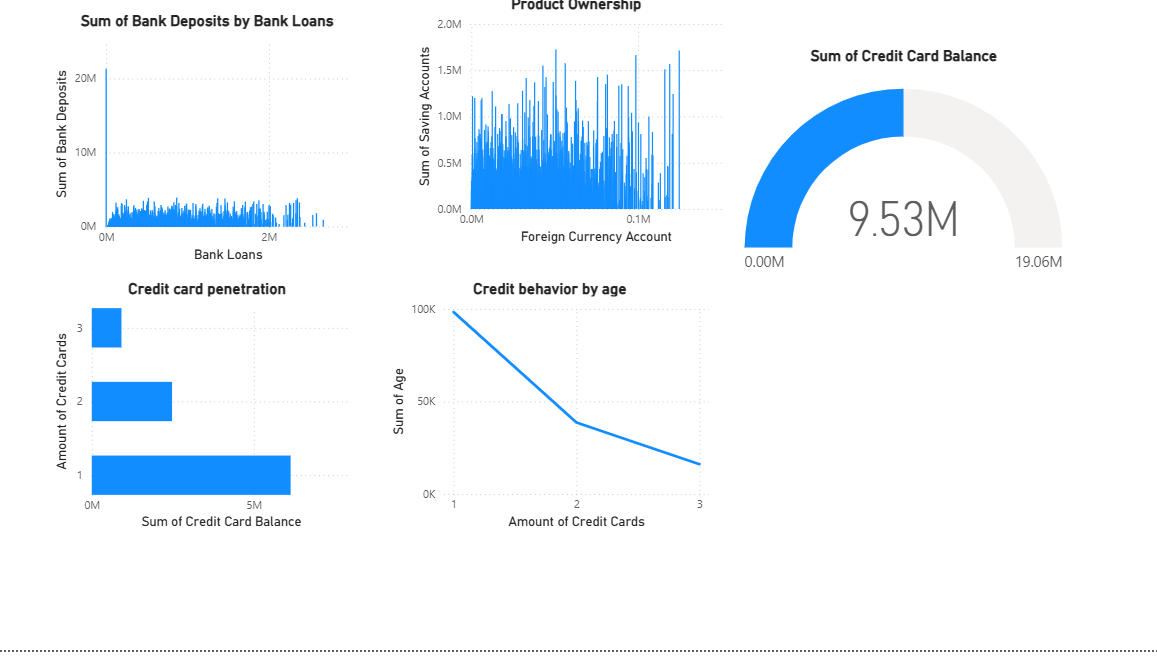 Sum of Bank Deposits by Bank Loans
Sum of Bank Deposits
20M
10M
0M
0M
2M
Bank Loans
Product Ownership
Sum of Saving Accounts
2.0M
1.5M
1.0M
0.5M
0.0M
0.0M
0.1M
Foreign Currency Account
Sum of Credit Card Balance
9.53M
0.00M
19.06M
Credit card penetration
Amount of Credit Cards
3
2
1
0M
5M
Sum of Credit Card Balance
Credit behavior by age
Sum of Age
100K
50K
0K
1
2
3
Amount of Credit Cards